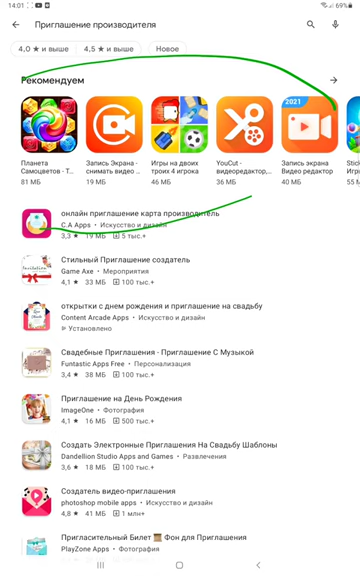 14:01
69%
Приглашение производителя
4,0 ★ и выше
4,5 ★ и выше
Новое
Рекомендуем
2021
Планета Самоцветов - Т...
81 МБ
Запись Экрана - снимать видео ...
19 МБ
Игры на двоих троих 4 игрока
46 МБ
YouCut - видеоредактор,...
36 МБ
Запись экрана Видео редактор
40 МБ
55
онлайн приглашение карта производитель
C.A Apps • Искусство и дизайн
3,3 ★ 19 МБ 5 тыс.+
Стильный Приглашение создатель
Game Axe • Мероприятия
4,1 ★ 33 МБ 100 тыс.+
открытки с днем рождения и приглашение на свадьбу
Content Arcade Apps • Искусство и дизайн
Установлено
Свадебные Приглашения - Приглашение С Музыкой
Funtastic Apps Free • Персонализация
3,4 ★ 38 МБ 100 тыс.+
Приглашение на День Рождения
ImageOne • Фотография
4,1 ★ 16 МБ 500 тыс.+
Создать Электронные Приглашения На Свадьбу Шаблоны
Dandellion Studio Apps and Games • Развлечения
3,6 ★ 18 МБ 100 тыс.+
Создатель видео-приглашения
photoshop mobile apps • Искусство и дизайн
4,8 ★ 41 МБ 1 млн+
Пригласительный Билет Фон для Приглашения
PlayZone Apps • Фотография